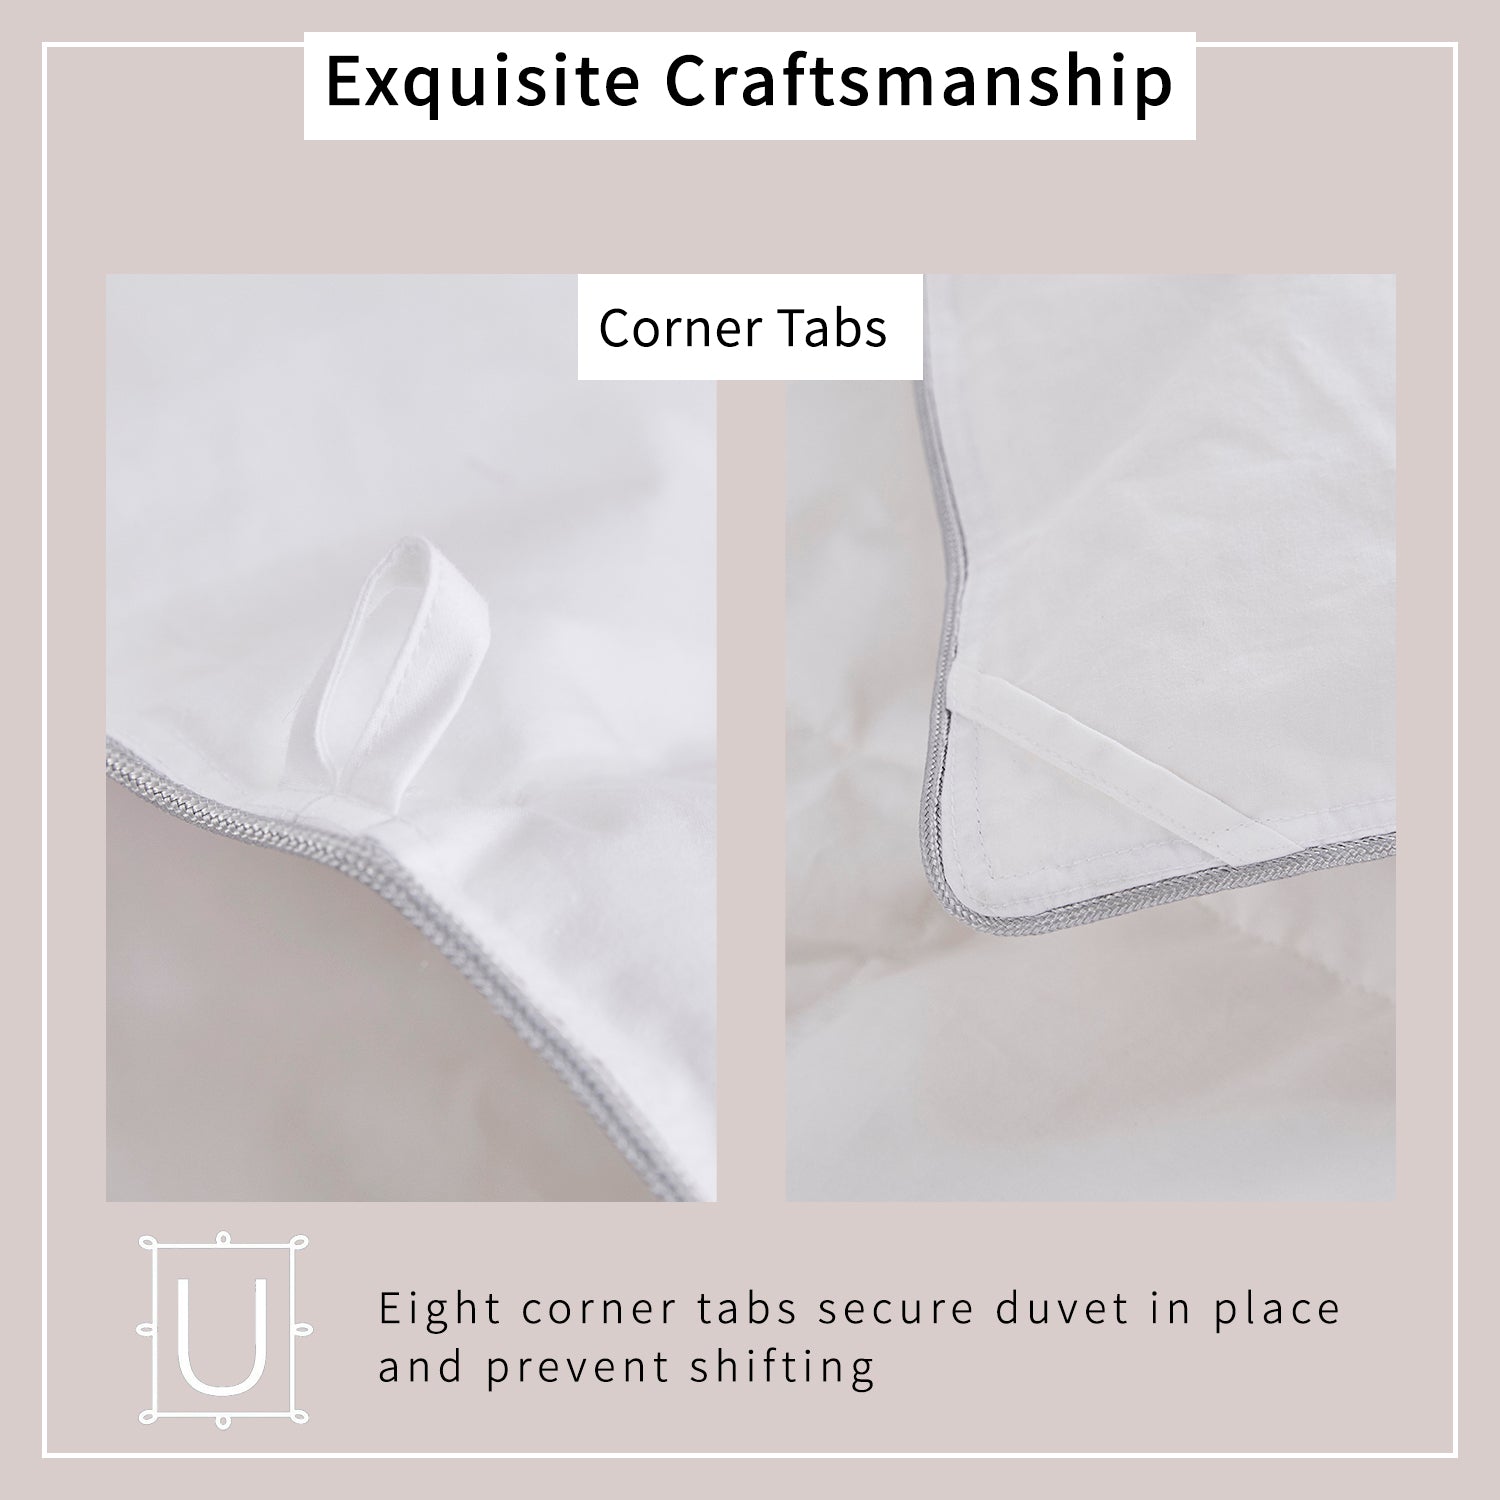 Exquisite Craftsmanship
Corner Tabs
U
Eight corner tabs secure duvet in place
and prevent shifting